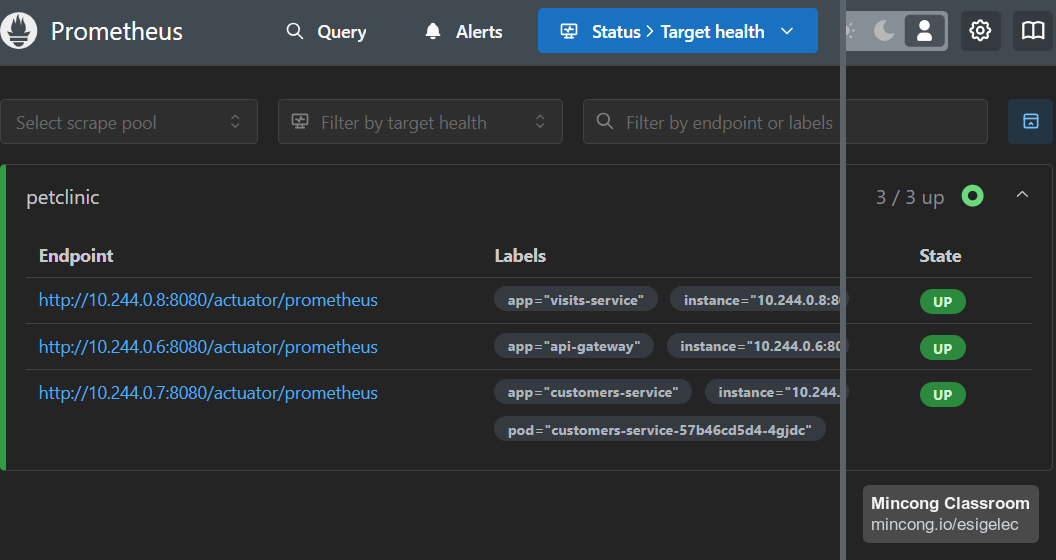 Prometheus Query Alerts Status > Target health
Select scrape pool Filter by target health Filter by endpoint or labels
petclinic 3 / 3 up
Endpoint Labels State
http://10.244.0.8:8080/actuator/prometheus app="visits-service" instance="10.244.0.8:8 UP
http://10.244.0.6:8080/actuator/prometheus app="api-gateway" instance="10.244.0.6:80 UP
http://10.244.0.7:8080/actuator/prometheus app="customers-service" instance="10.244. UP
pod="customers-service-57b46cd5d4-4gjdc"
Mincong Classroom
mincong.io/esigelec